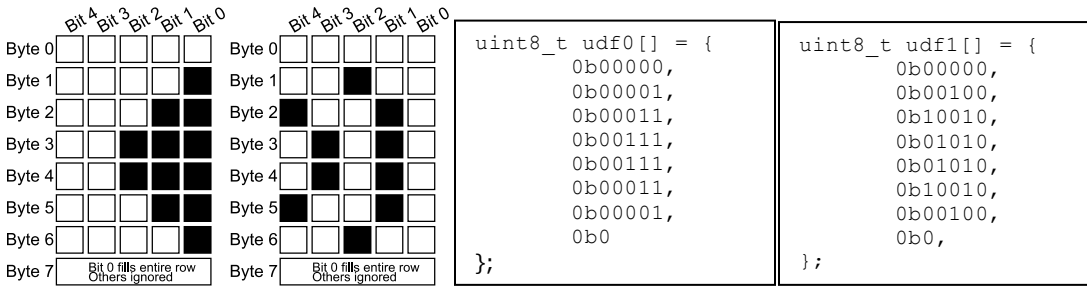 Bit 4 Bit 3 Bit 2 Bit 1 Bit 0
Byte 0
Byte 1
Byte 2
Byte 3
Byte 4
Byte 5
Byte 6
Byte 7 Bit 0 fills entire row
Others ignored
Bit 4 Bit 3 Bit 2 Bit 1 Bit 0
Byte 0
Byte 1
Byte 2
Byte 3
Byte 4
Byte 5
Byte 6
Byte 7 Bit 0 fills entire row
Others ignored
uint8_t udf0[] = {
0b00000,
0b00001,
0b00011,
0b00111,
0b00111,
0b00011,
0b00001,
0b0
};
uint8_t udf1[] = {
0b00000,
0b00100,
0b10010,
0b01010,
0b01010,
0b10010,
0b00100,
0b0,
};